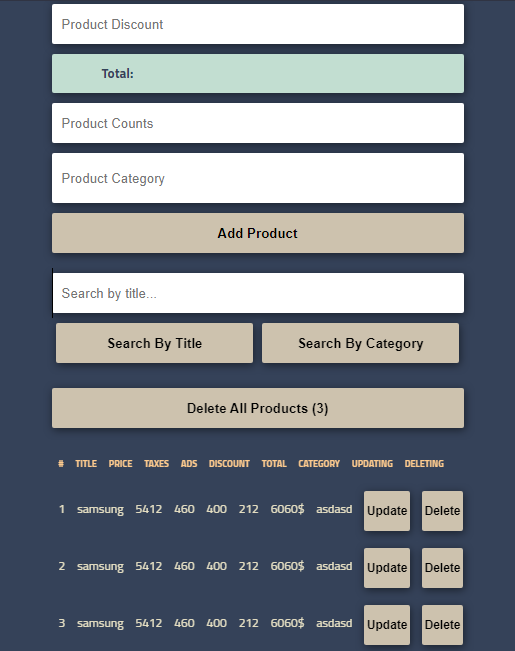 Product Discount
Total:
Product Counts
Product Category
Add Product
Search by title...
Search By Title Search By Category
Delete All Products (3)
# TITLE PRICE TAXES ADS DISCOUNT TOTAL CATEGORY UPDATING DELETING
1 samsung 5412 460 400 212 6060$ asdasd Update Delete
2 samsung 5412 460 400 212 6060$ asdasd Update Delete
3 samsung 5412 460 400 212 6060$ asdasd Update Delete